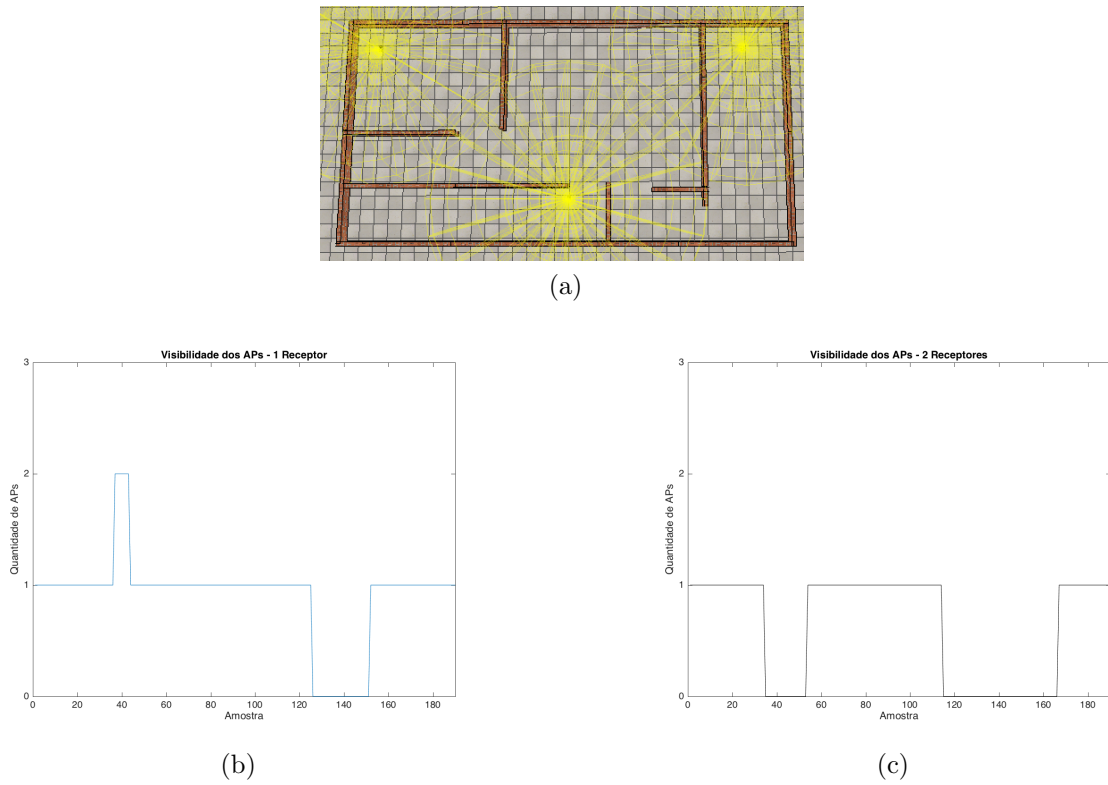 (a)
Visibilidade dos APs - 1 Receptor
3
2
1
0
Quantidade de APs
0 20 40 60 80 100 120 140 160 180
Amostra
(b)
Visibilidade dos APs - 2 Receptores
3
2
1
0
Quantidade de APs
0 20 40 60 80 100 120 140 160 180
Amostra
(c)